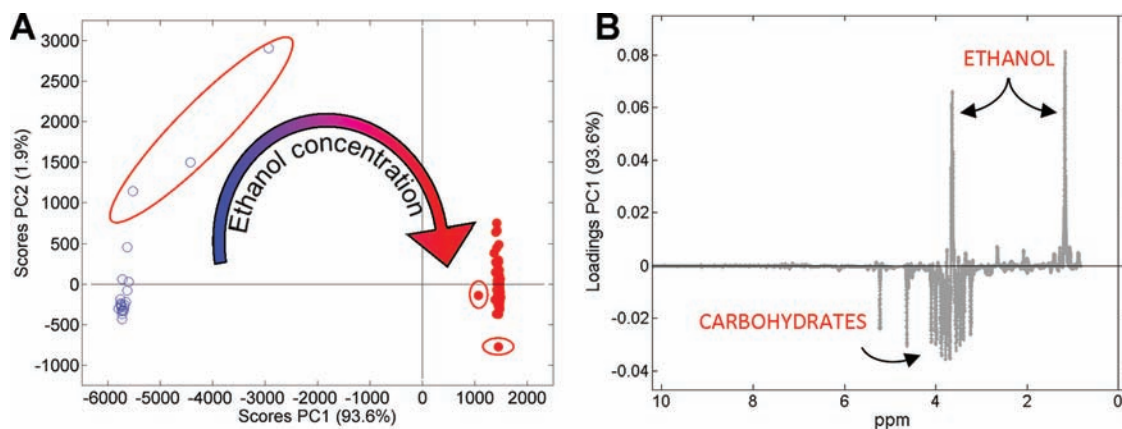 A
Scores PC2 (1.9%)
3000
2500
2000
1500
1000
500
0
-500
-1000
Ethanol concentration
-6000 -5000 -4000 -3000 -2000 -1000 0 1000 2000
Scores PC1 (93.6%)
B
Loadings PC1 (93.6%)
0.08
0.06
0.04
0.02
0
-0.02
-0.04
ETHANOL
CARBOHYDRATES
10 8 6 4 2 0
ppm